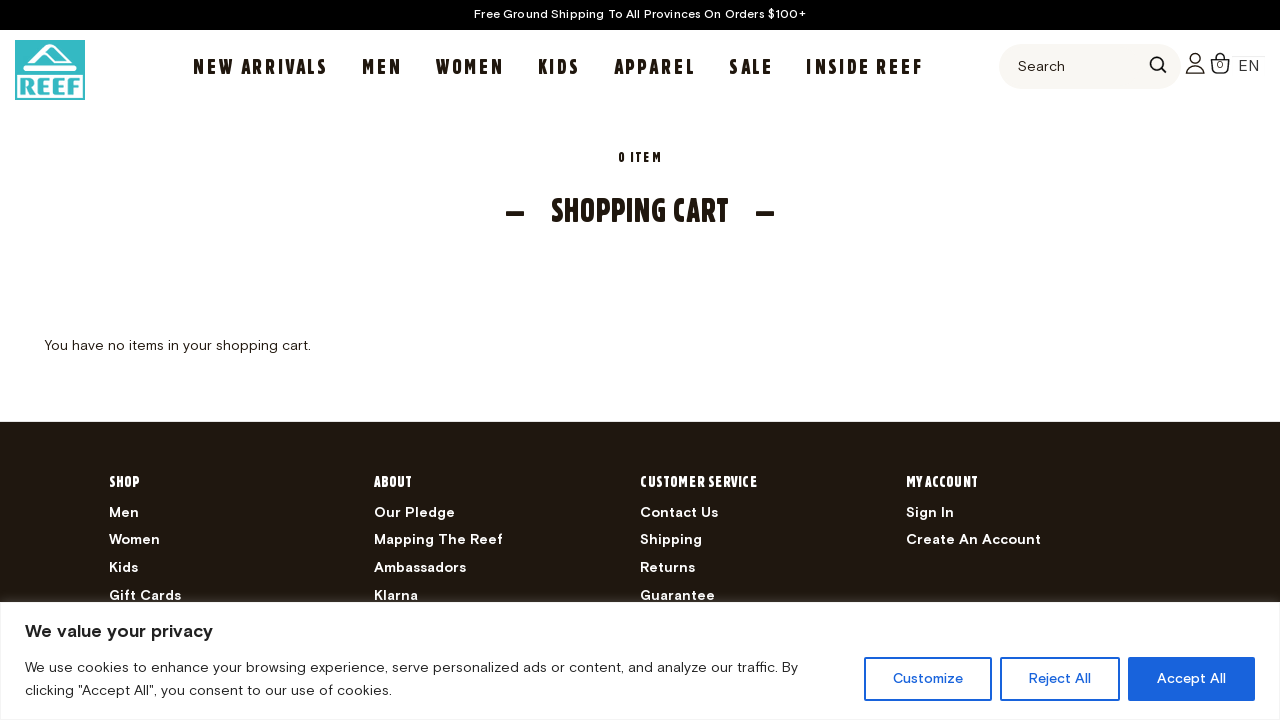 Free Ground Shipping To All Provinces On Orders $100+
REEF
NEW ARRIVALS MEN WOMEN KIDS APPAREL SALE INSIDE REEF
Search
0
EN
0 ITEM
– SHOPPING CART –
You have no items in your shopping cart.
SHOP
Men
Women
Kids
Gift Cards
ABOUT
Our Pledge
Mapping The Reef
Ambassadors
Klarna
CUSTOMER SERVICE
Contact Us
Shipping
Returns
Guarantee
MY ACCOUNT
Sign In
Create An Account
We value your privacy
We use cookies to enhance your browsing experience, serve personalized ads or content, and analyze our traffic. By
clicking "Accept All", you consent to our use of cookies.
Customize
Reject All
Accept All